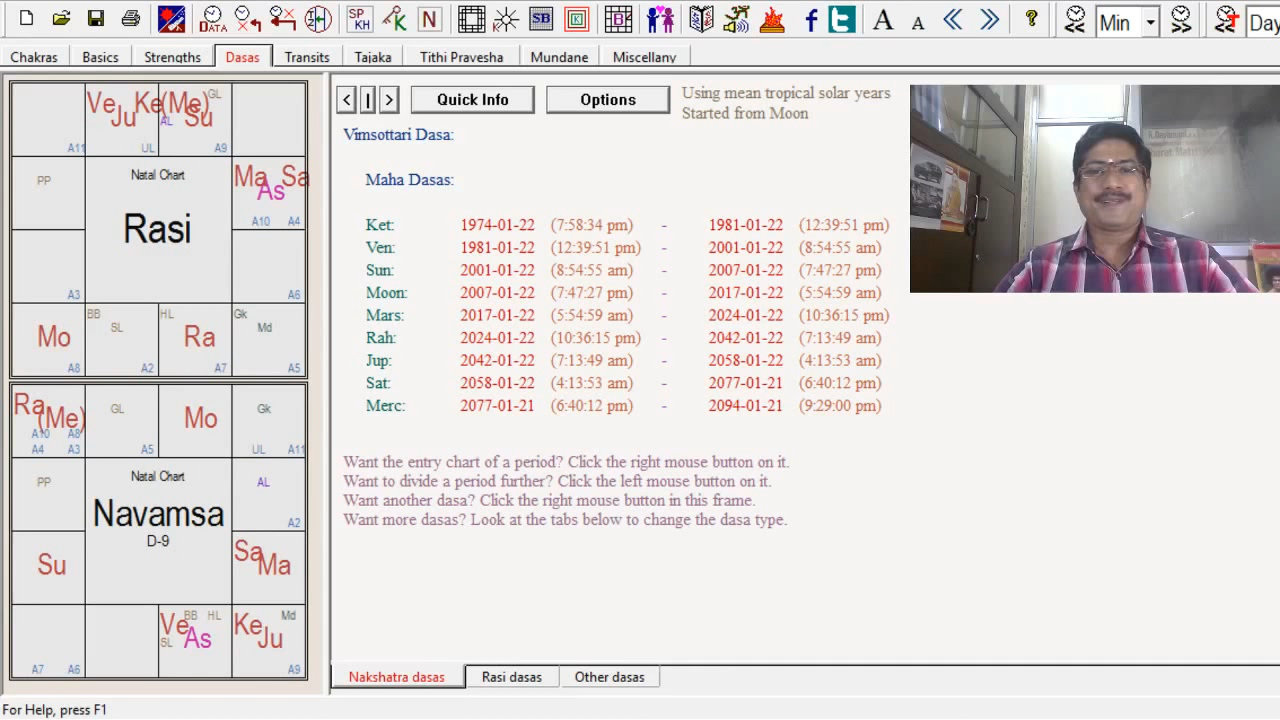 DATA
SP
KH
K
N
SB
K
B
f
t
A A
?
Min
Day
Chakras Basics Strengths Dasas Transits Tajaka Tithi Pravesha Mundane Miscellany
Ve Ju Ke (Me) Su GL
AL
A11 UL A9
PP
Natal Chart
Rasi
Ma Sa
As
A10 A4
A3 A6
Mo
BB SL
HL Ra
Gk Md
A8 A2 A7 A5
Ra (Me)
GL
Mo
Gk
A10 A8
A4 A3 A5 UL A11
PP
Natal Chart
Navamsa
D-9
AL
A2
Su
Sa Ma
Ve BB HL
SL As
Ke Ju Md
A7 A6 A9
< | > Quick Info Options
Using mean tropical solar years
Started from Moon
Vimsottari Dasa:
Maha Dasas:
Ket: 1974-01-22 (7:58:34 pm) - 1981-01-22 (12:39:51 pm)
Ven: 1981-01-22 (12:39:51 pm) - 2001-01-22 (8:54:55 am)
Sun: 2001-01-22 (8:54:55 am) - 2007-01-22 (7:47:27 pm)
Moon: 2007-01-22 (7:47:27 pm) - 2017-01-22 (5:54:59 am)
Mars: 2017-01-22 (5:54:59 am) - 2024-01-22 (10:36:15 pm)
Rah: 2024-01-22 (10:36:15 pm) - 2042-01-22 (7:13:49 am)
Jup: 2042-01-22 (7:13:49 am) - 2058-01-22 (4:13:53 am)
Sat: 2058-01-22 (4:13:53 am) - 2077-01-21 (6:40:12 pm)
Merc: 2077-01-21 (6:40:12 pm) - 2094-01-21 (9:29:00 pm)
Want the entry chart of a period? Click the right mouse button on it.
Want to divide a period further? Click the left mouse button on it.
Want another dasa? Click the right mouse button in this frame.
Want more dasas? Look at the tabs below to change the dasa type.
Nakshatra dasas Rasi dasas Other dasas
For Help, press F1